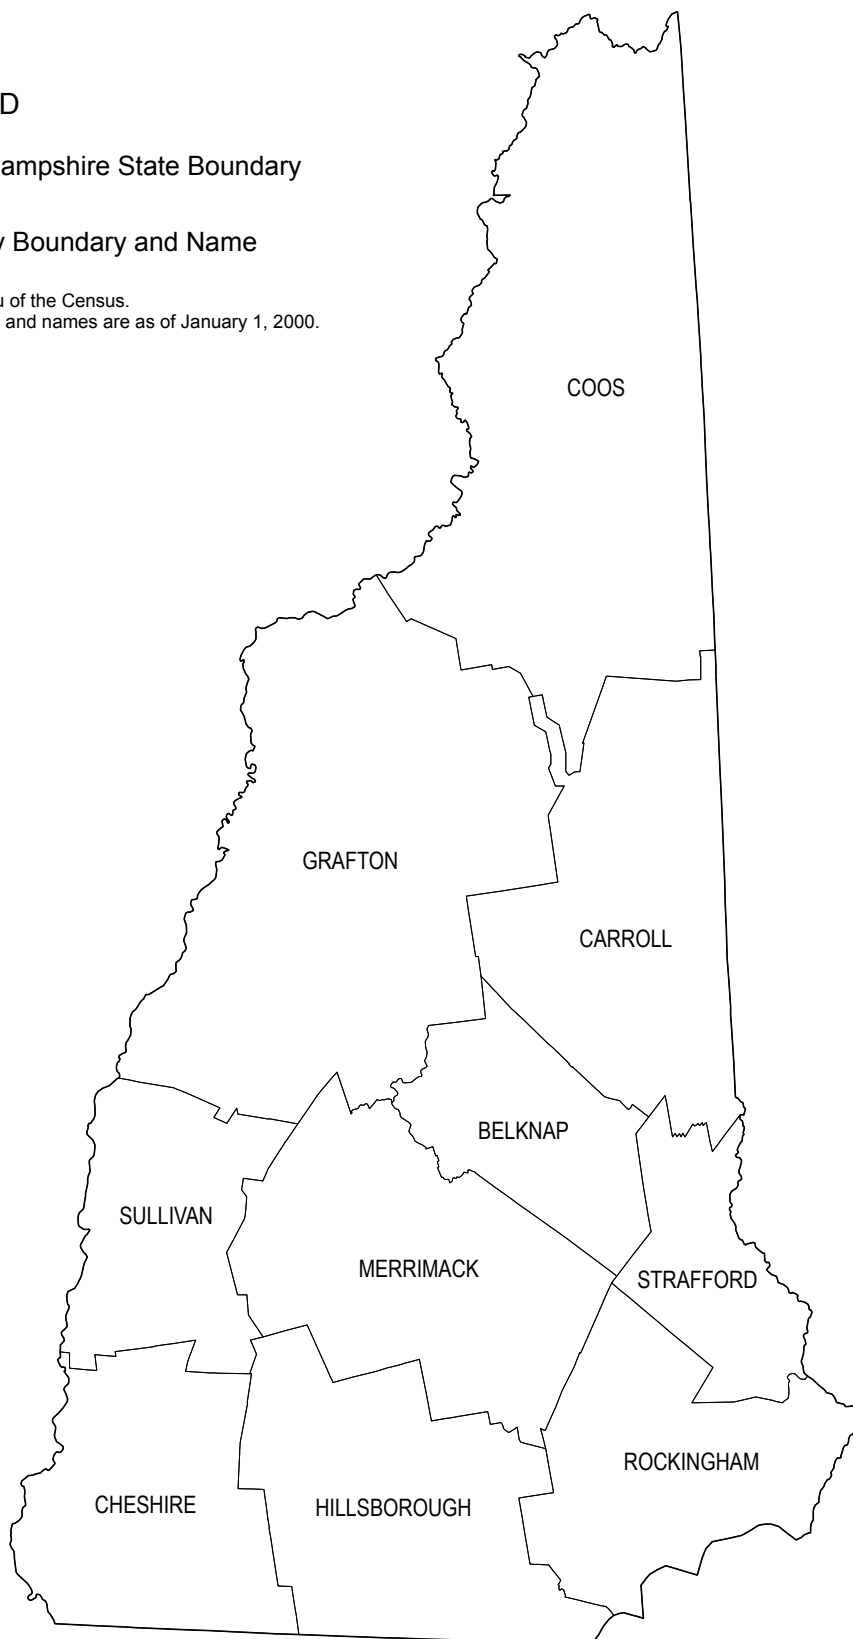 D
ampshire State Boundary
y Boundary and Name
u of the Census.
and names are as of January 1, 2000.
COOS
GRAFTON
CARROLL
BELKNAP
SULLIVAN
MERRIMACK
STRAFFORD
ROCKINGHAM
CHESHIRE
HILLSBOROUGH